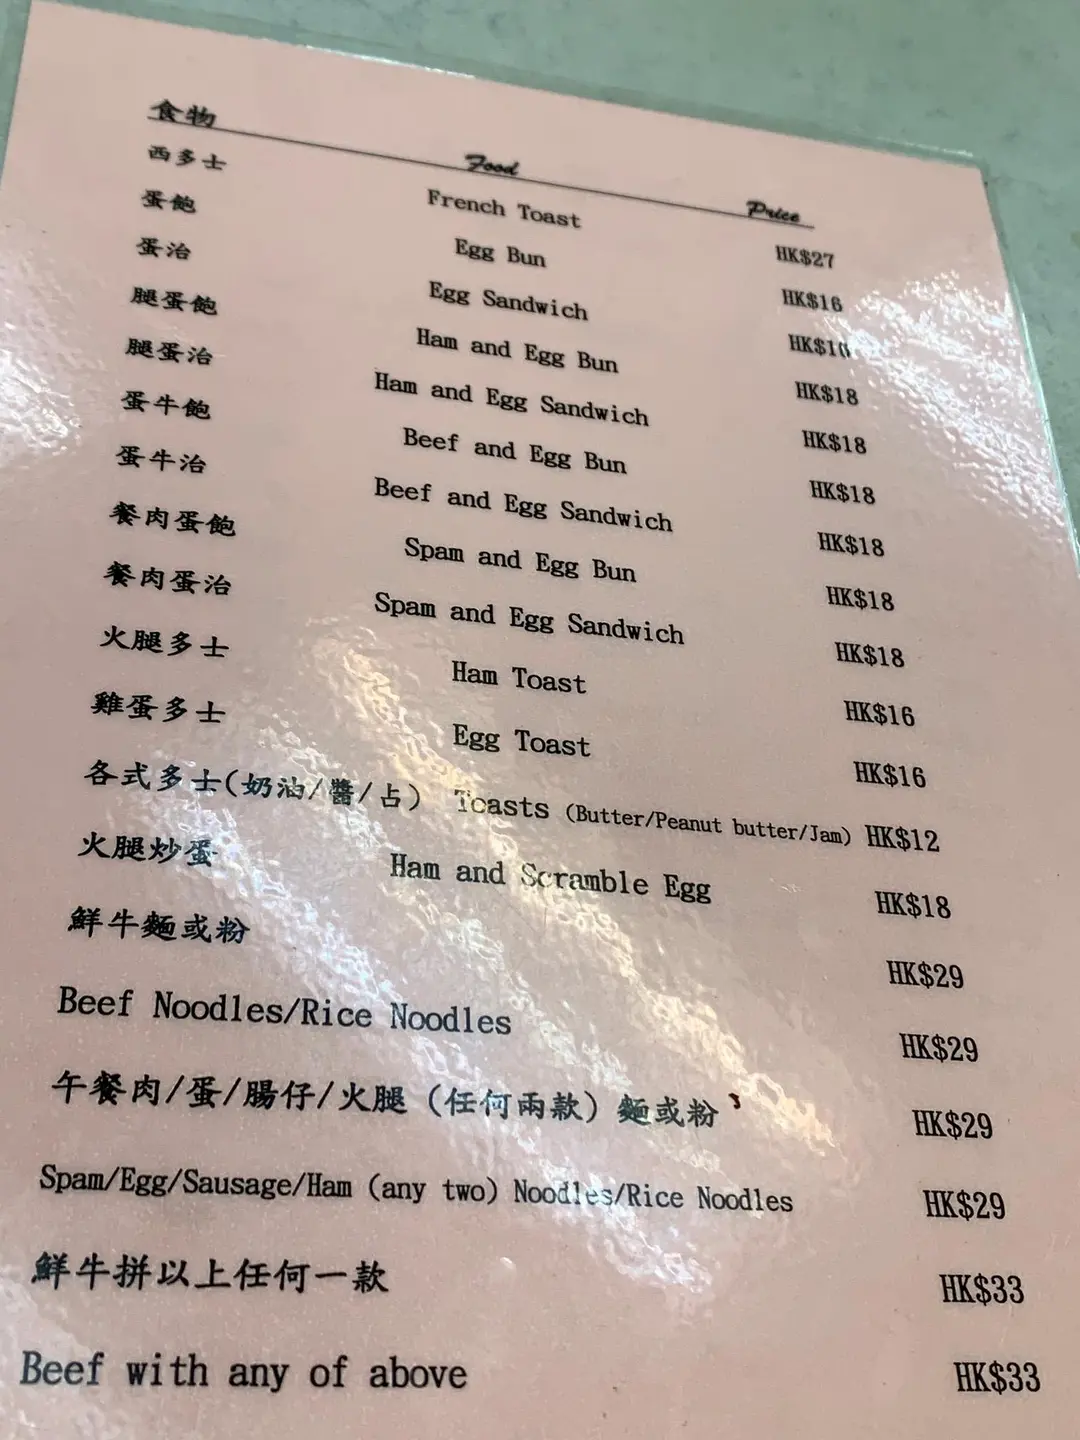 食物 Food Price
西多士 French Toast HK$27
蛋飽 Egg Bun HK$16
蛋治 Egg Sandwich
腿蛋飽 Ham and Egg Bun HK$18
腿蛋治 Ham and Egg Sandwich HK$18
蛋牛飽 Beef and Egg Bun HK$18
蛋牛治 Beef and Egg Sandwich HK$18
餐肉蛋飽 Spam and Egg Bun HK$18
餐肉蛋治 Spam and Egg Sandwich HK$18
火腿多士 Ham Toast HK$16
雞蛋多士 Egg Toast HK$16
各式多士(奶油/醬/占) Toasts (Butter/Peanut butter/Jam) HK$12
火腿炒蛋 Ham and Scramble Egg HK$18
鮮牛麵或粉 HK$29
Beef Noodles/Rice Noodles HK$29
午餐肉/蛋/腸仔/火腿 (任何兩款) 麵或粉 HK$29
Spam/Egg/Sausage/Ham (any two) Noodles/Rice Noodles HK$29
鮮牛拼以上任何一款 HK$33
Beef with any of above HK$33